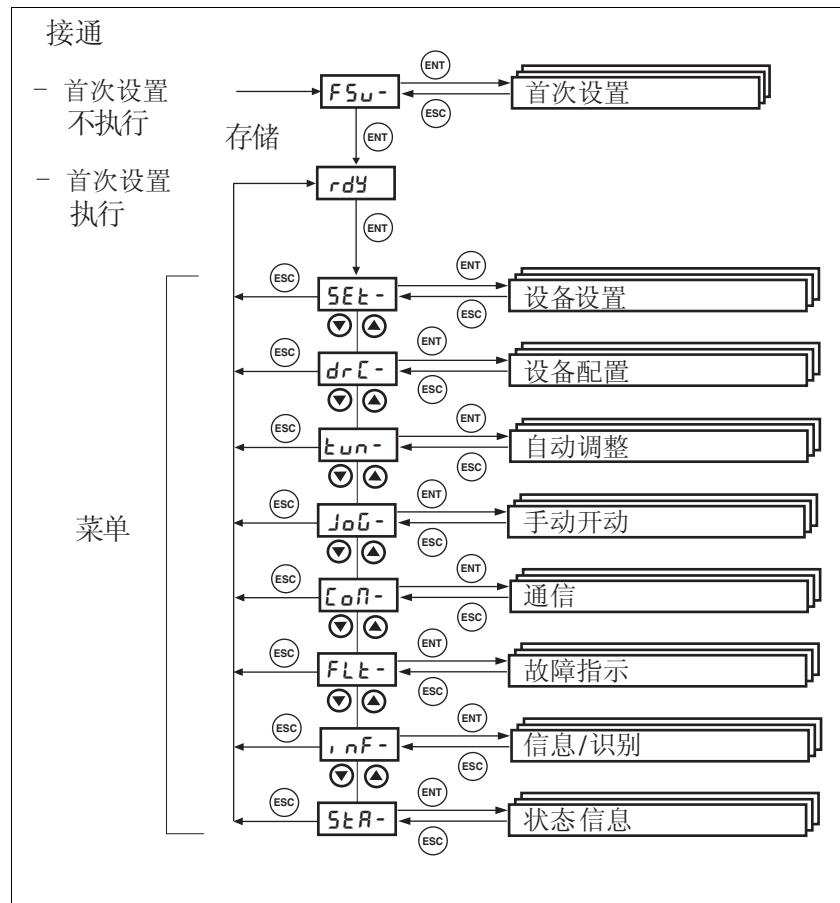 接通
- 首次设置
不执行
FSu-
ENT
ESC
首次设置
存储
ENT
- 首次设置
执行
rdY
ENT
菜单
ESC
SEt-
ENT
ESC
设备设置
ESC
drC-
ENT
ESC
设备配置
ESC
tun-
ENT
ESC
自动调整
ESC
JoG-
ENT
ESC
手动开动
ESC
CoM-
ENT
ESC
通信
ESC
FLt-
ENT
ESC
故障指示
ESC
inF-
ENT
ESC
信息/识别
ESC
StA-
ENT
ESC
状态信息